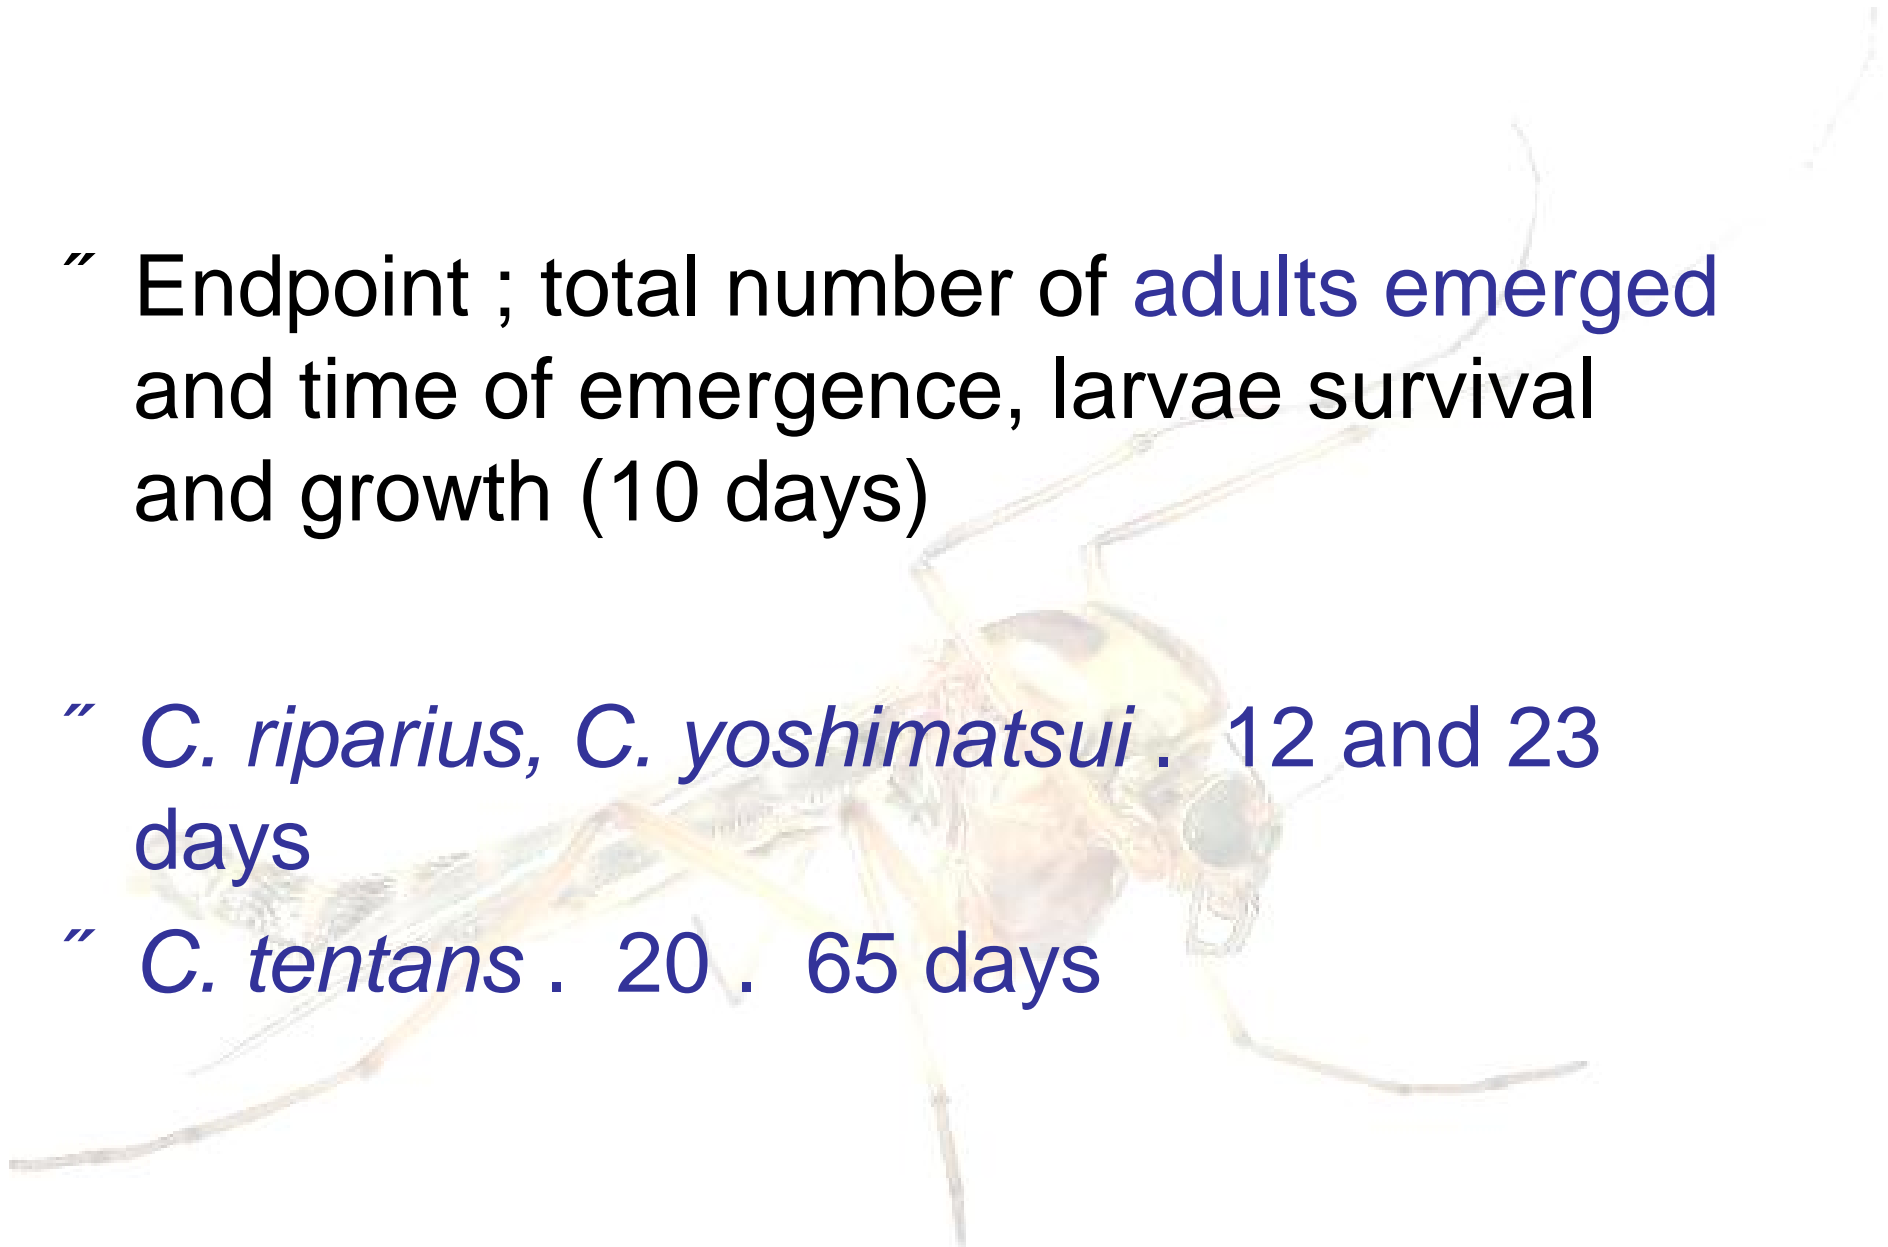 ˝ Endpoint ; total number of adults emerged
and time of emergence, larvae survival
and growth (10 days)
˝ C. riparius, C. yoshimatsui . 12 and 23
days
˝ C. tentans . 20 . 65 days